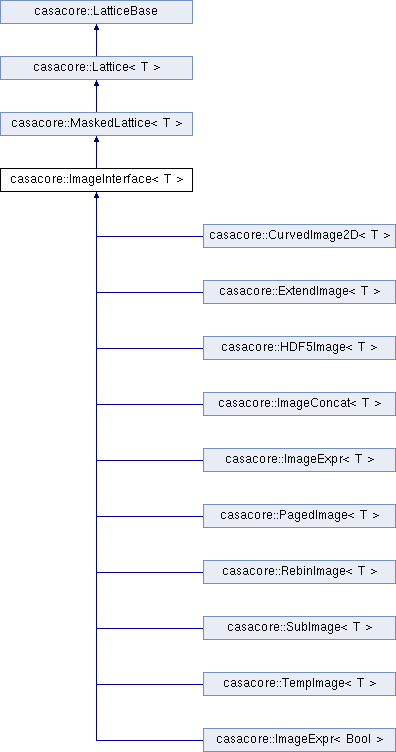 casacore::LatticeBase
casacore::Lattice< T >
casacore::MaskedLattice< T >
casacore::ImageInterface< T >
casacore::CurvedImage2D< T >
casacore::ExtendImage< T >
casacore::HDF5Image< T >
casacore::ImageConcat< T >
casacore::ImageExpr< T >
casacore::PagedImage< T >
casacore::RebinImage< T >
casacore::SubImage< T >
casacore::TempImage< T >
casacore::ImageExpr< Bool >